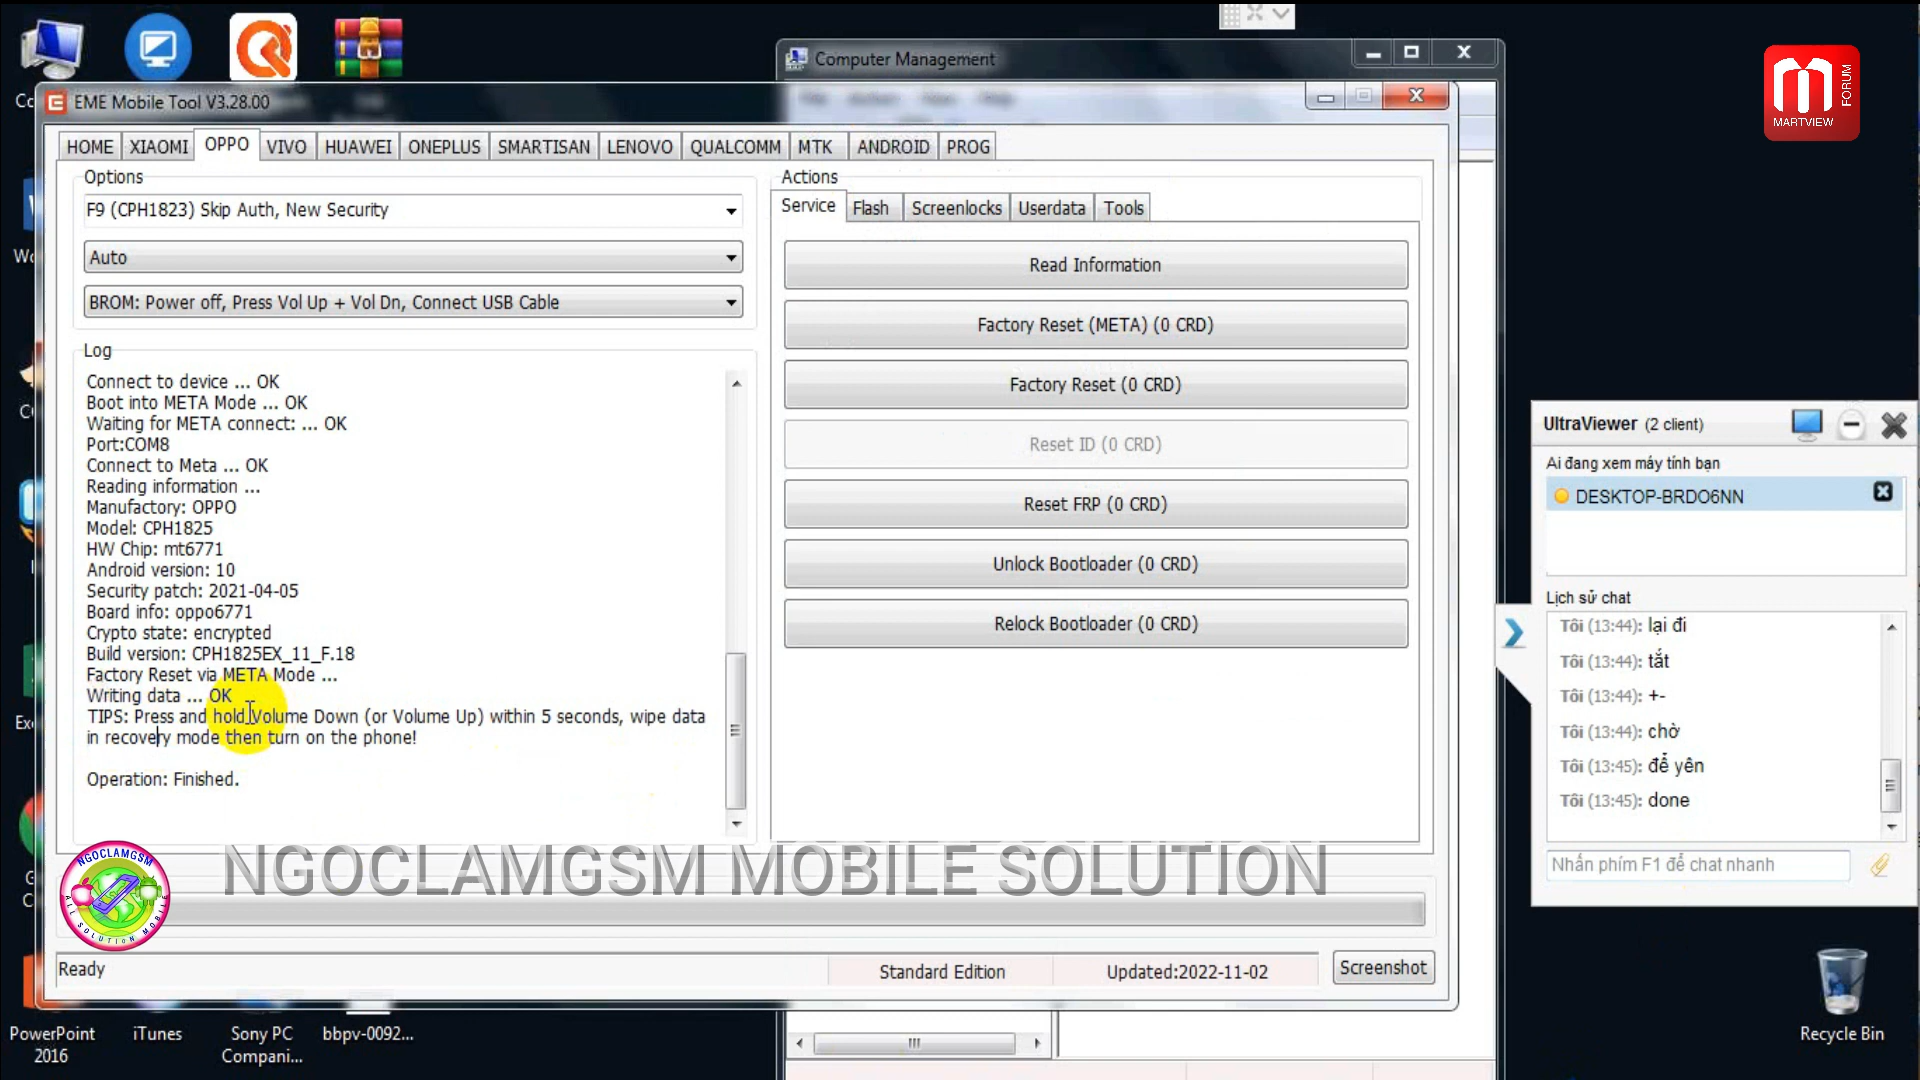 Computer Management
FORUM
MARTVIEW
EME Mobile Tool V3.28.00
HOME XIAOMI OPPO VIVO HUAWEI ONEPLUS SMARTISAN LENOVO QUALCOMM MTK ANDROID PROG
Options
F9 (CPH1823) Skip Auth, New Security
Auto
BROM: Power off, Press Vol Up + Vol Dn, Connect USB Cable
Log
Connect to device ... OK
Boot into META Mode ... OK
Waiting for META connect: ... OK
Port:COM8
Connect to Meta ... OK
Reading information ...
Manufactory: OPPO
Model: CPH1825
HW Chip: mt6771
Android version: 10
Security patch: 2021-04-05
Board info: oppo6771
Crypto state: encrypted
Build version: CPH1825EX_11_F.18
Factory Reset via META Mode ...
Writing data ... OK
TIPS: Press and hold Volume Down (or Volume Up) within 5 seconds, wipe data
in recovery mode then turn on the phone!
Operation: Finished.
Actions
Service Flash Screenlocks Userdata Tools
Read Information
Factory Reset (META) (0 CRD)
Factory Reset (0 CRD)
Reset ID (0 CRD)
Reset FRP (0 CRD)
Unlock Bootloader (0 CRD)
Relock Bootloader (0 CRD)
UltraViewer (2 client)
Ai đang xem máy tính bạn
DESKTOP-BRDO6NN
Lịch sử chat
Tôi (13:44): lại đi
Tôi (13:44): tắt
Tôi (13:44): +-
Tôi (13:44): chờ
Tôi (13:45): để yên
Tôi (13:45): done
Nhấn phím F1 để chat nhanh
NGOCLAMGSM
ALL SOLUTION MOBILE
NGOCLAMGSM MOBILE SOLUTION
Ready
Standard Edition
Updated:2022-11-02
Screenshot
PowerPoint
2016
iTunes
Sony PC
Compani...
bbpv-0092...
Recycle Bin